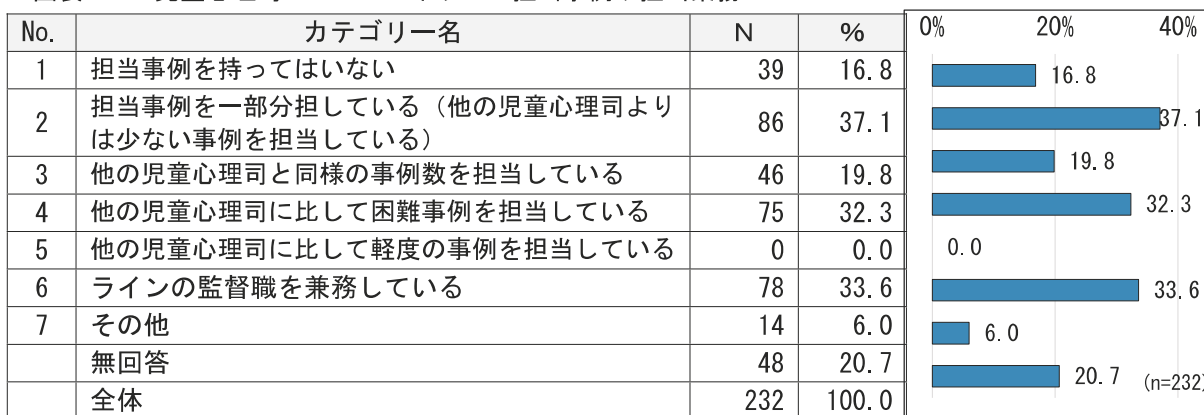 No. カテゴリー名 N %
1 担当事例を持ってはいない 39 16.8
2 担当事例を一部分担している（他の児童心理司より
は少ない事例を担当している） 86 37.1
3 他の児童心理司と同様の事例数を担当している 46 19.8
4 他の児童心理司に比して困難事例を担当している 75 32.3
5 他の児童心理司に比して軽度の事例を担当している 0 0.0
6 ラインの監督職を兼務している 78 33.6
7 その他 14 6.0
無回答 48 20.7
全体 232 100.0
0% 20% 40%
16.8
37.1
19.8
32.3
0.0
33.6
6.0
20.7 (n=232)